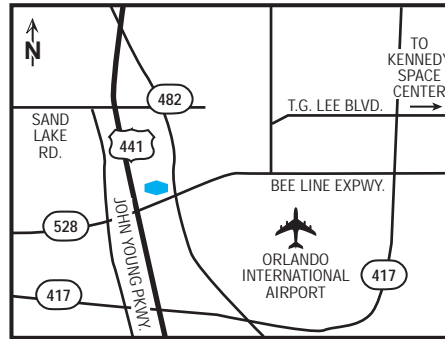 N
TO
KENNEDY
SPACE
CENTER
482
T.G. LEE BLVD.
SAND
LAKE
RD.
441
BEE LINE EXPWY.
JOHN YOUNG PKWY.
528
ORLANDO
INTERNATIONAL
AIRPORT
417
417